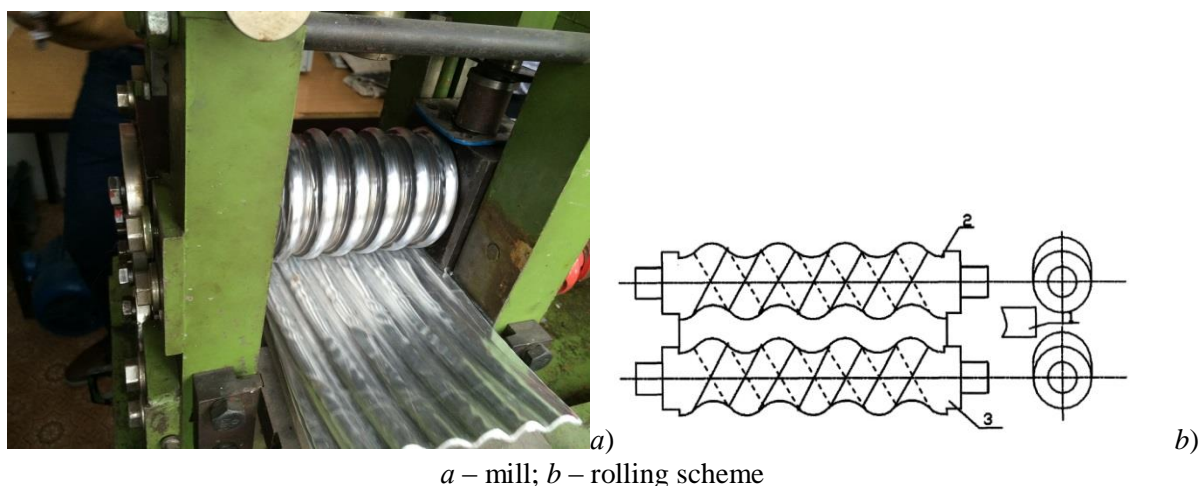 2
1
3
a) b)
a – mill; b – rolling scheme